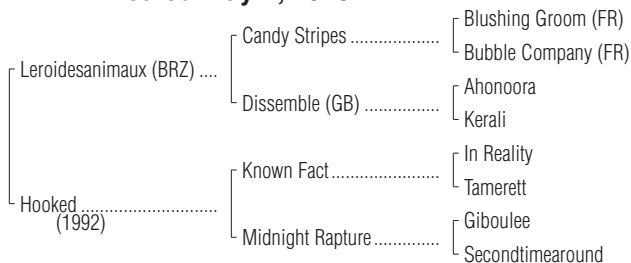 Candy Stripes ...................
Blushing Groom (FR)
Bubble Company (FR)
Leroidesanimaux (BRZ) ....
Dissemble (GB) ................
Ahonoora
Kerali
Hooked .............................
(1992)
Known Fact.......................
In Reality
Tamerett
Midnight Rapture..............
Giboulee
Secondtimearound